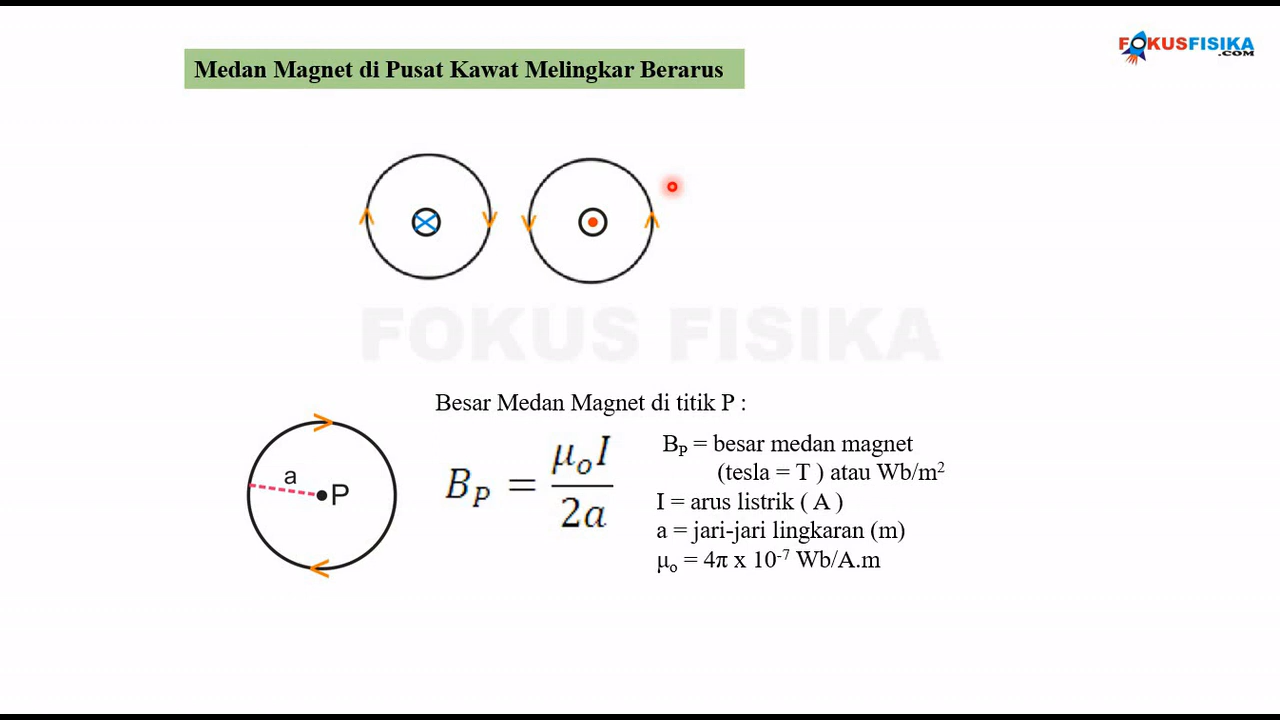 FOKUSFISIKA
.COM
Medan Magnet di Pusat Kawat Melingkar Berarus
FOKUS FISIKA
Besar Medan Magnet di titik P :
a
P
B_P = μ_o I / 2a
B_P = besar medan magnet
(tesla = T ) atau Wb/m²
I = arus listrik ( A )
a = jari-jari lingkaran (m)
μ_o = 4π x 10⁻⁷ Wb/A.m